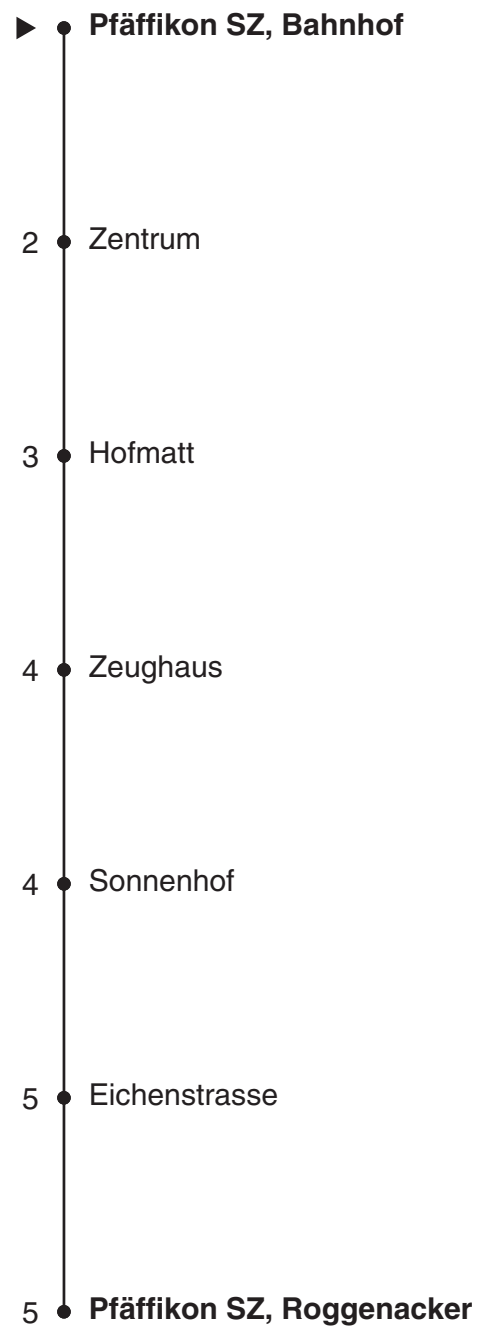 Pfäffikon SZ, Bahnhof
2 Zentrum
3 Hofmatt
4 Zeughaus
4 Sonnenhof
5 Eichenstrasse
5 Pfäffikon SZ, Roggenacker